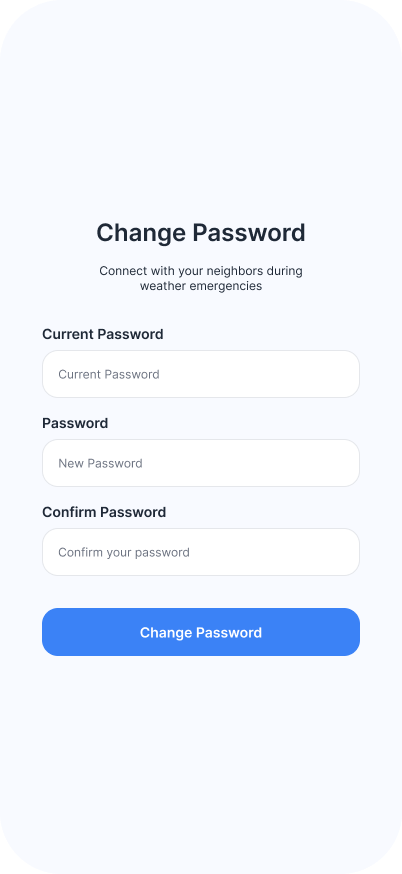 Change Password
Connect with your neighbors during
weather emergencies
Current Password
Current Password
Password
New Password
Confirm Password
Confirm your password
Change Password